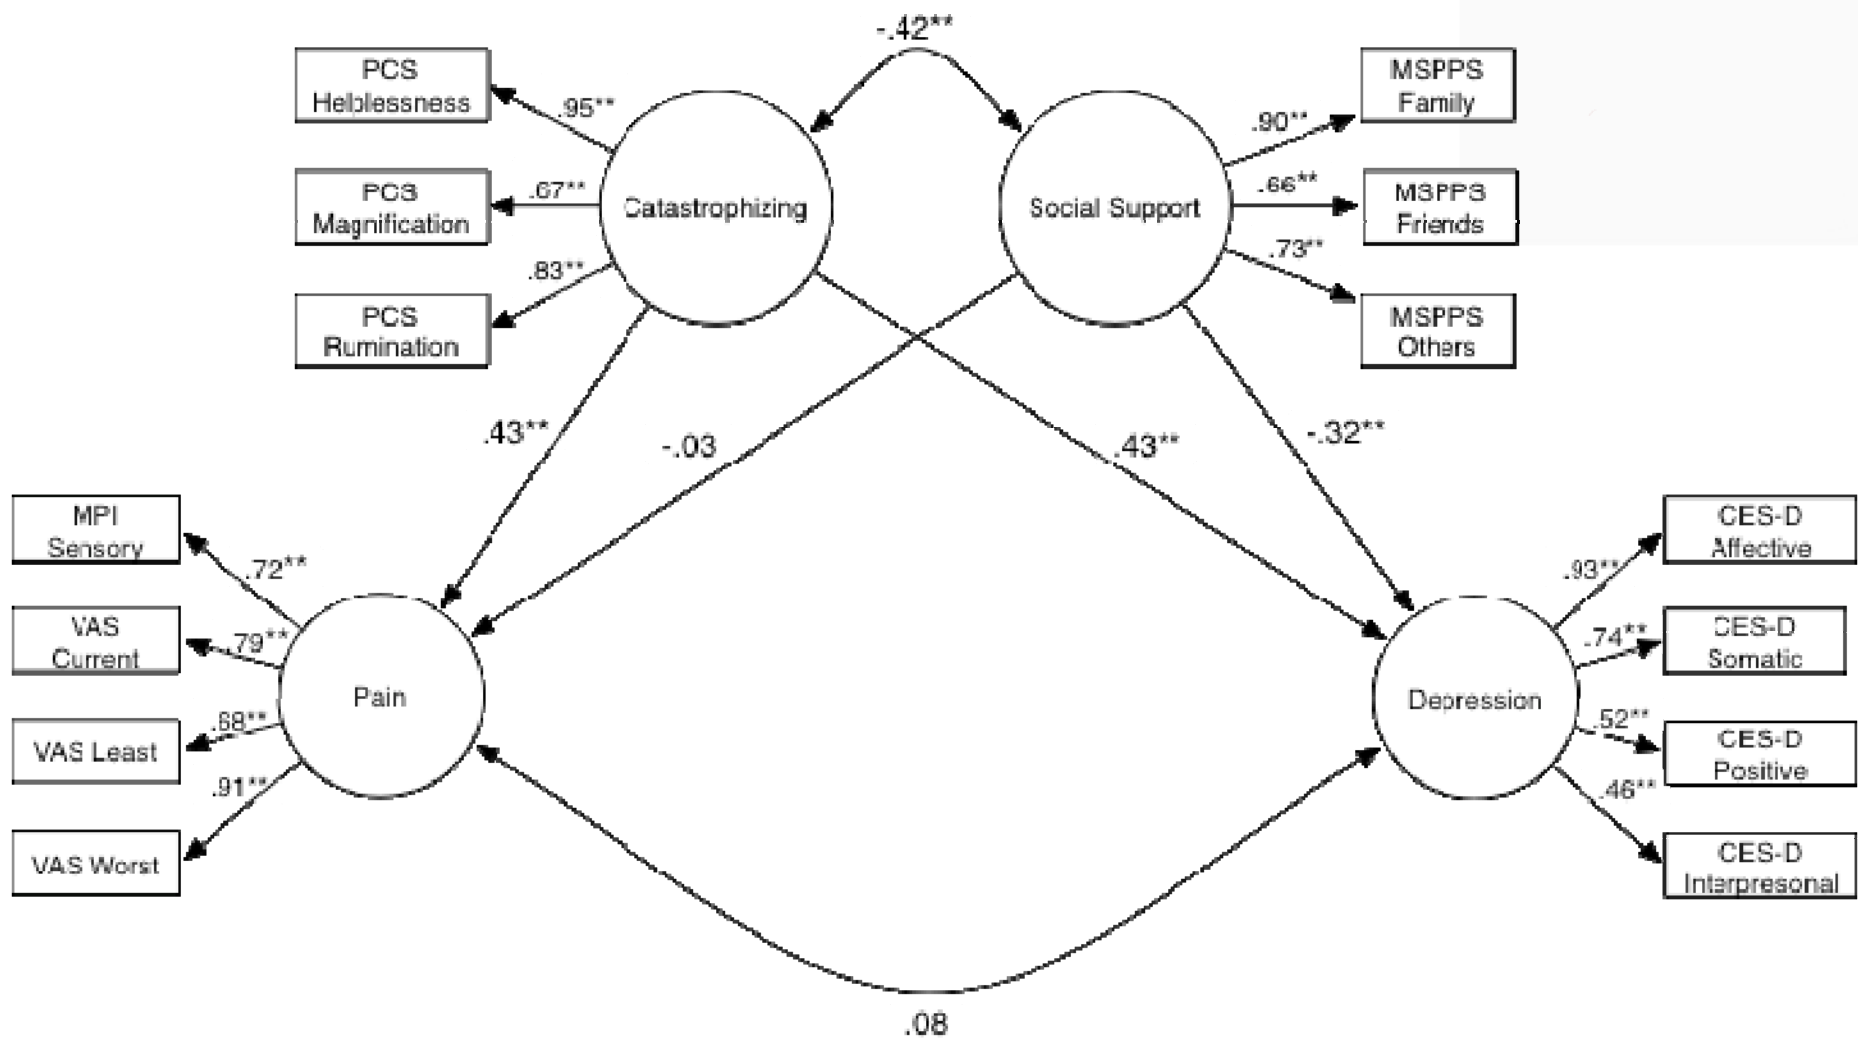 -.42**
PCS
Helplessness
.95**
PCS
Magnification
.67**
PCS
Rumination
.83**
Catastrophizing
Social Support
.90**
MSPPS
Family
.66**
MSPPS
Friends
.73**
MSPPS
Others
.43**
-.03
.43**
-.32**
MPI
Sensory
.72**
VAS
Current
.79**
VAS Least
.68**
VAS Worst
.91**
Pain
Depression
.93**
CES-D
Affective
.74**
CES-D
Somatic
.52**
CES-D
Positive
.46**
CES-D
Interpresonal
.08